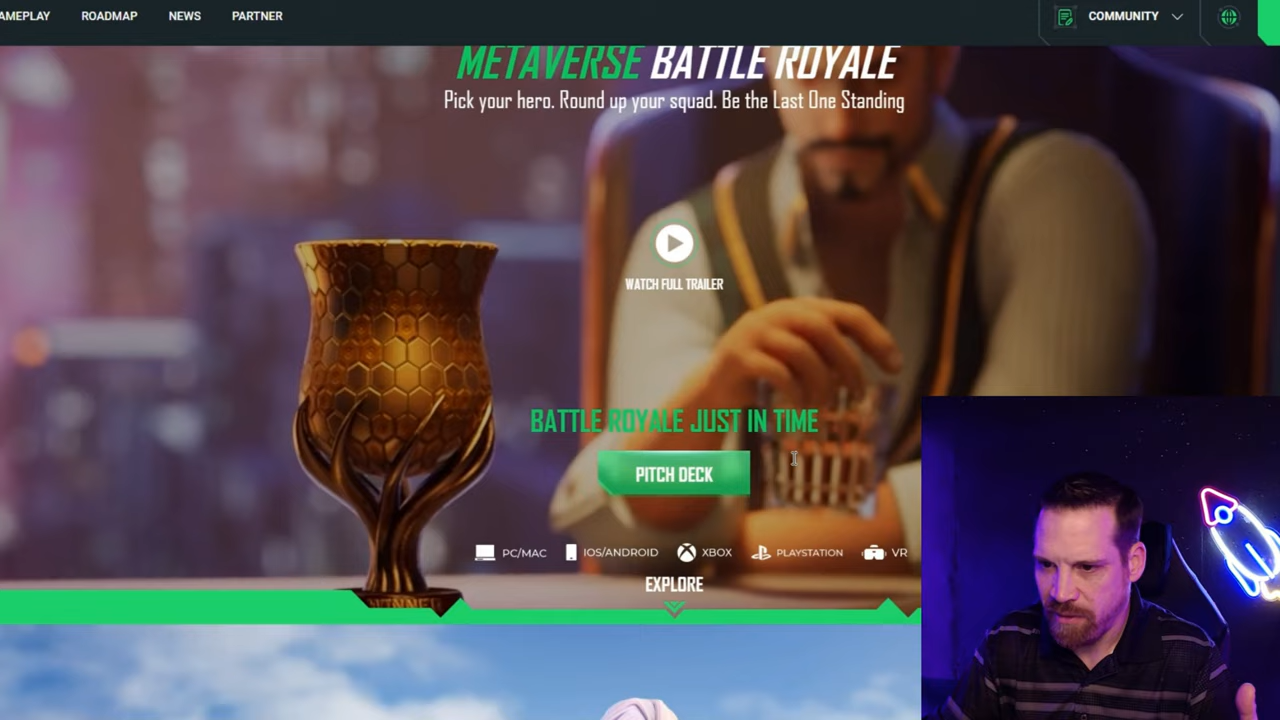 ROADMAP
NEWS
PARTNER
COMMUNITY
METAVERSE BATTLE ROYALE
Pick your hero. Round up your squad. Be the Last One Standing
WATCH FULL TRAILER
BATTLE ROYALE JUST IN TIME
PITCH DECK
PC/MAC
IOS/ANDROID
XBOX
PLAYSTATION
VR
EXPLORE